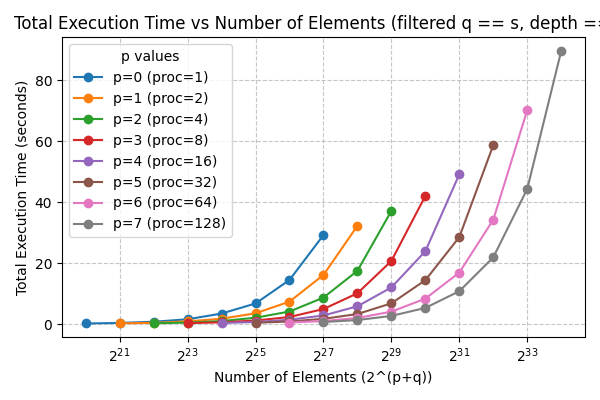 Total Execution Time vs Number of Elements (filtered q == s, depth ==
p values
p=0 (proc=1)
p=1 (proc=2)
p=2 (proc=4)
p=3 (proc=8)
p=4 (proc=16)
p=5 (proc=32)
p=6 (proc=64)
p=7 (proc=128)
Total Execution Time (seconds)
80
60
40
20
0
2^21 2^23 2^25 2^27 2^29 2^31 2^33
Number of Elements (2^(p+q))